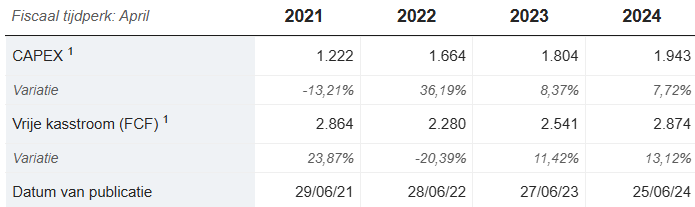 Fiscaal tijdperk: April 2021 2022 2023 2024
CAPEX 1 1.222 1.664 1.804 1.943
Variatie -13,21% 36,19% 8,37% 7,72%
Vrije kasstroom (FCF) 1 2.864 2.280 2.541 2.874
Variatie 23,87% -20,39% 11,42% 13,12%
Datum van publicatie 29/06/21 28/06/22 27/06/23 25/06/24